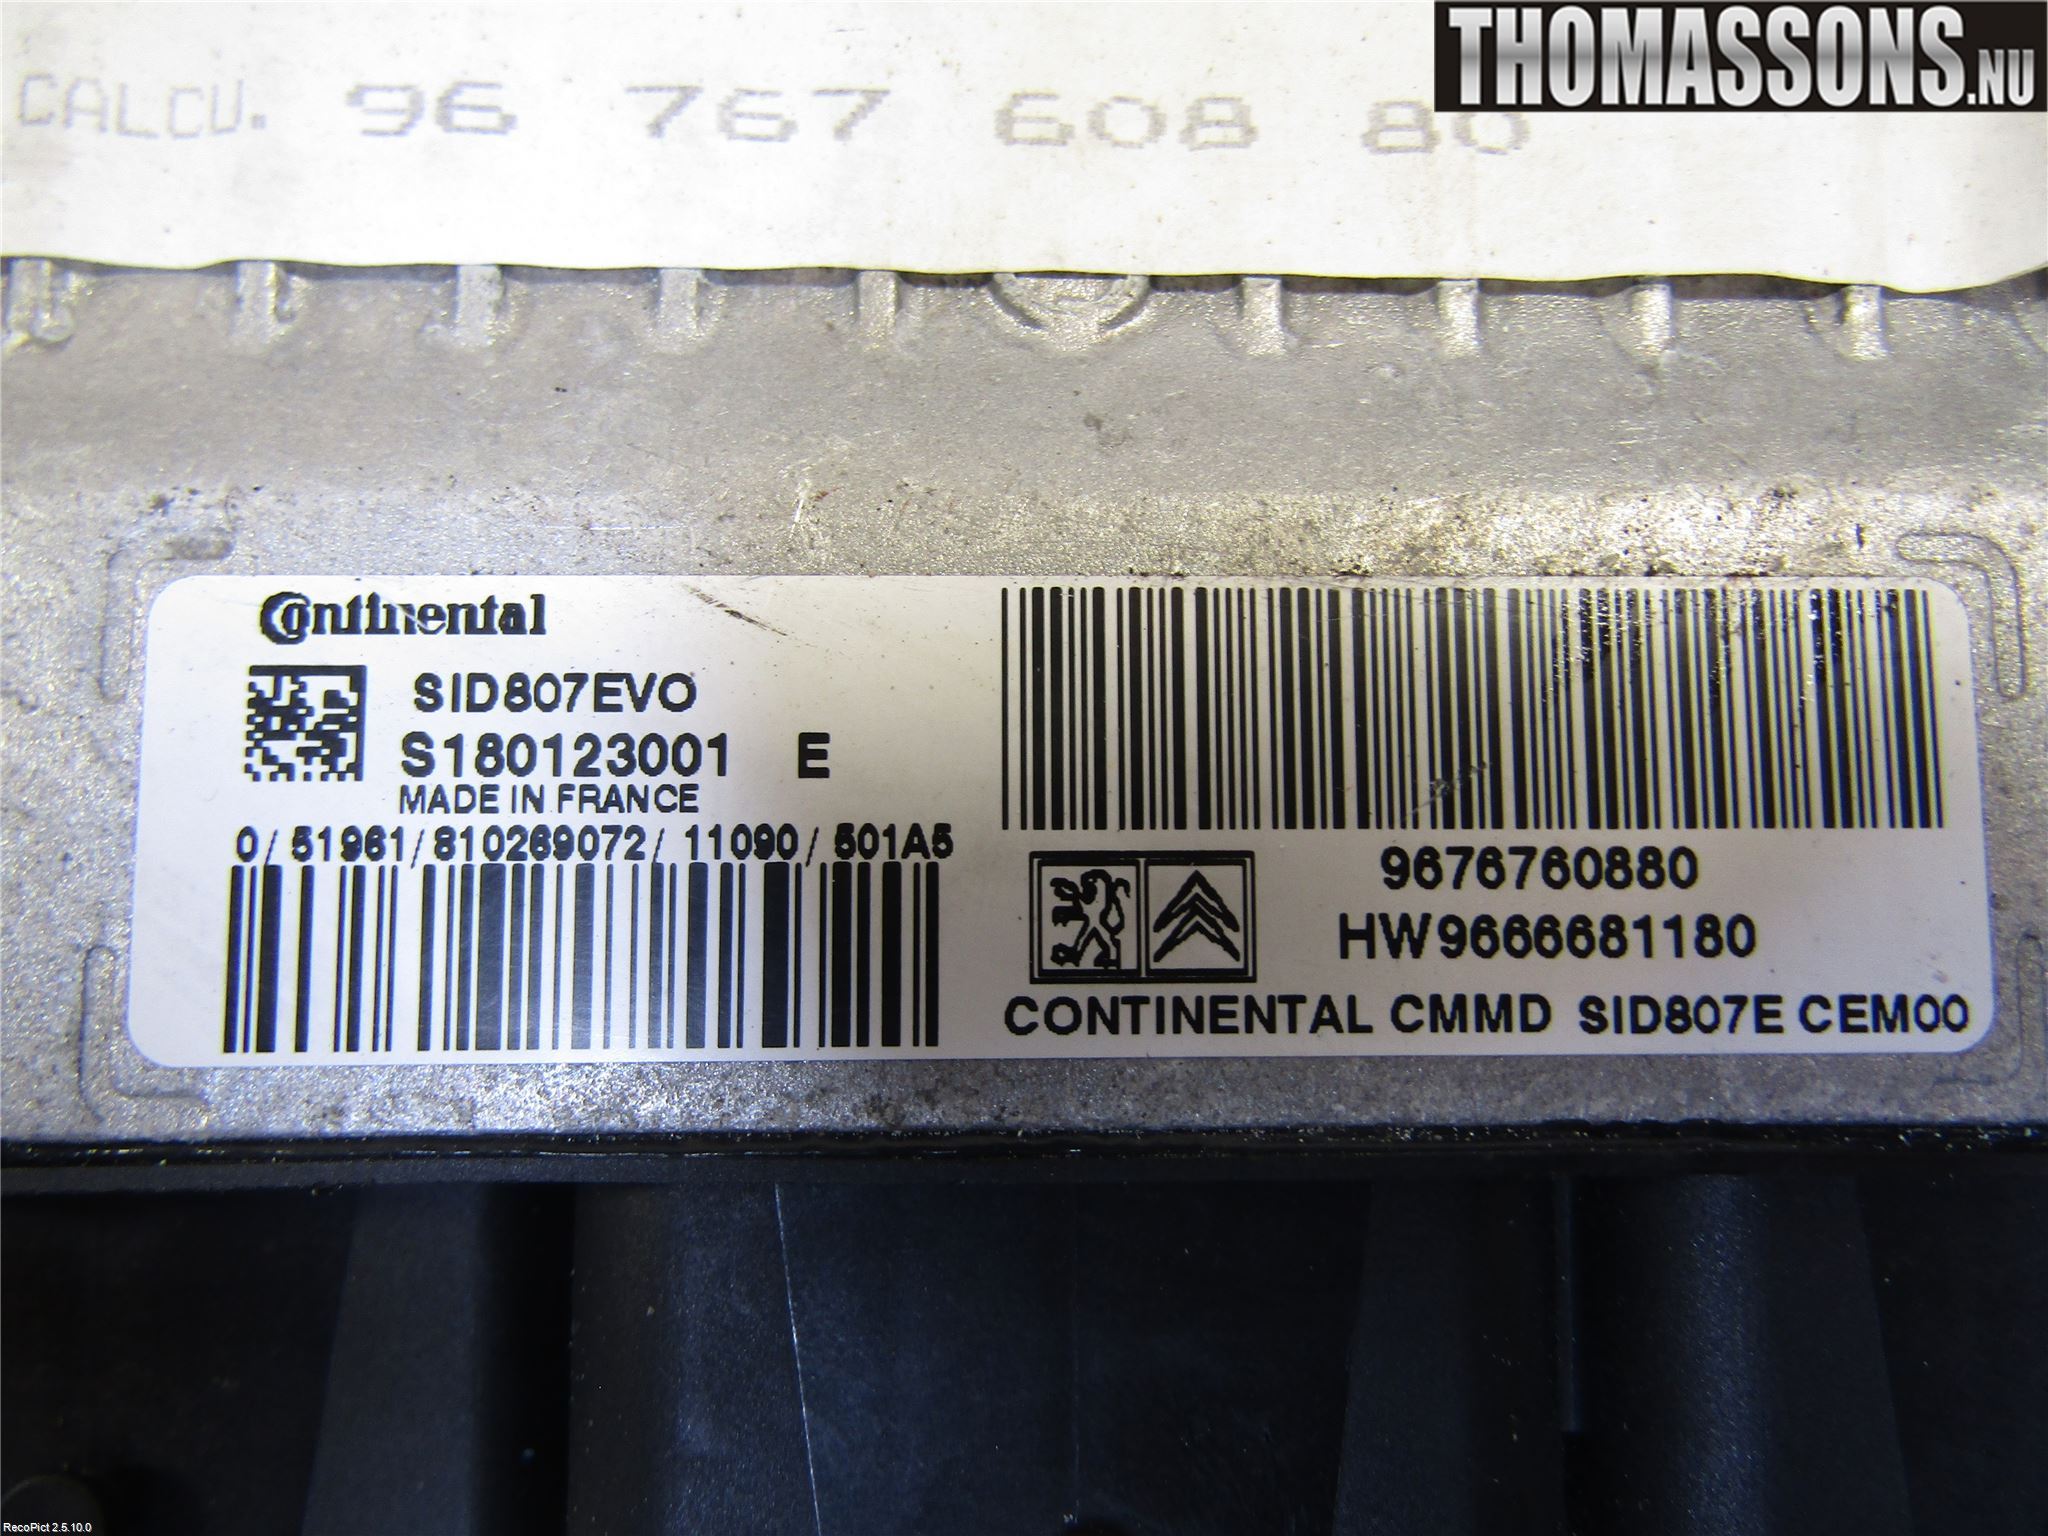 THOMASSONS.NU
CALCU. 96 767 608 80
Continental
SID807EVO
S180123001 E
MADE IN FRANCE
0/ 51961/810269072/ 11090/501A5
9676760880
HW9666681180
CONTINENTAL CMMD SID807E CEM00
RecoPict 2.5.10.0